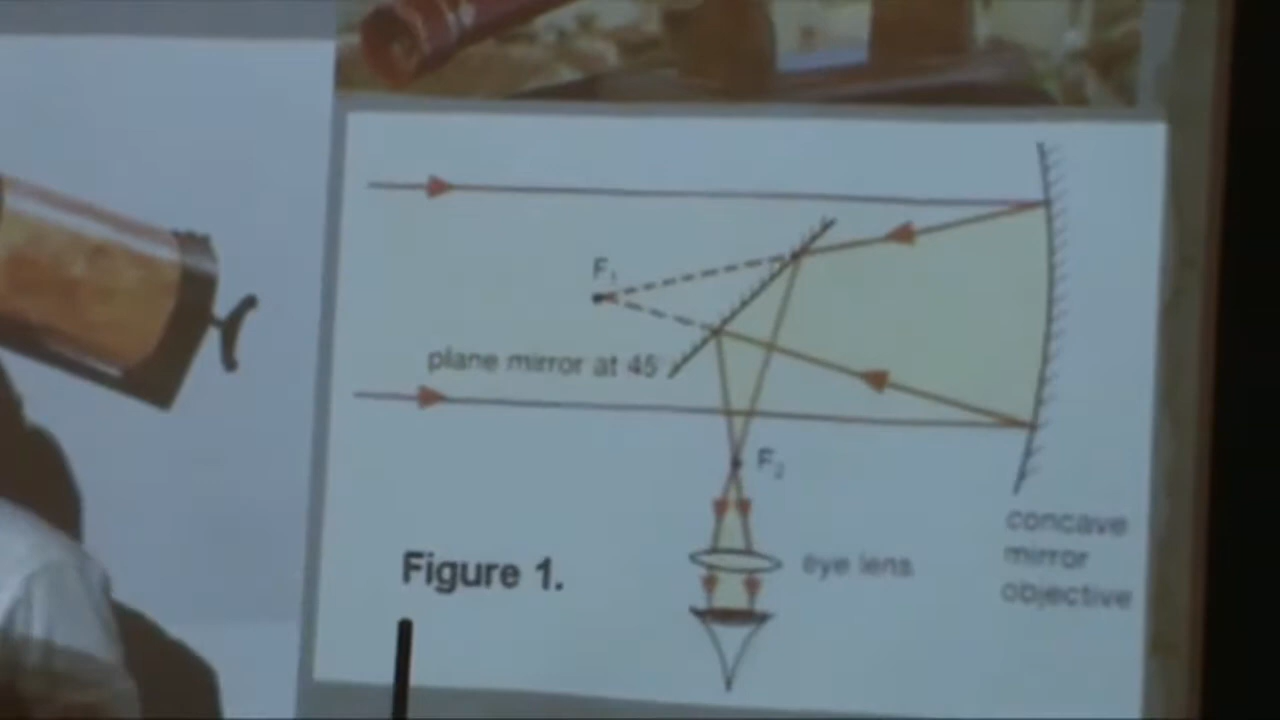 F₁
plane mirror at 45
F₂
eye lens
concave
mirror
objective
Figure 1.